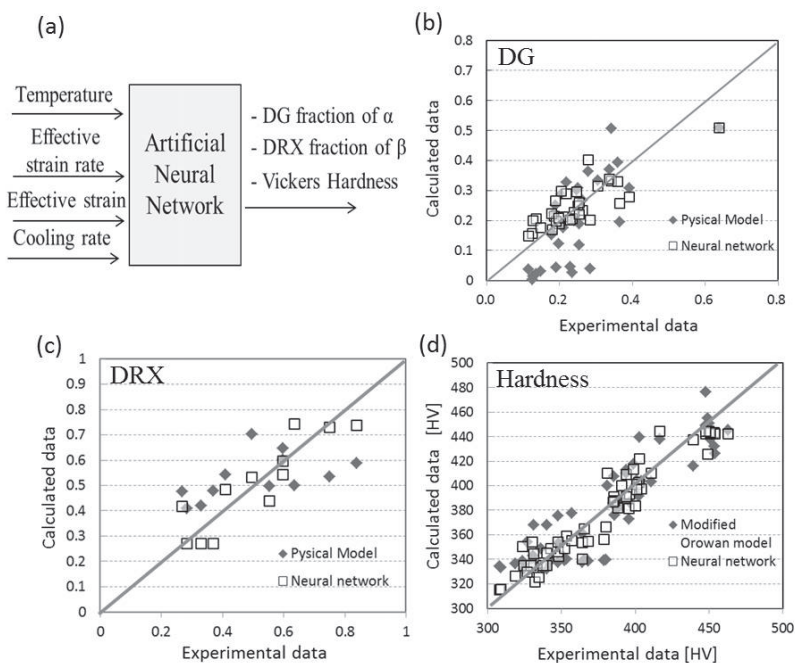 (a)
Temperature
Effective
strain rate
Effective strain
Cooling rate
Artificial
Neural
Network
- DG fraction of α
- DRX fraction of β
- Vickers Hardness
(b)
DG
Calculated data
0.8
0.7
0.6
0.5
0.4
0.3
0.2
0.1
0
0.0
0.2
0.4
0.6
0.8
Pysical Model
Neural network
Experimental data
(c)
DRX
Calculated data
1
0.9
0.8
0.7
0.6
0.5
0.4
0.3
0.2
0.1
0
0
0.2
0.4
0.6
0.8
1
Pysical Model
Neural network
Experimental data
(d)
Hardness
Calculated data [HV]
500
480
460
440
420
400
380
360
340
320
300
300
350
400
450
500
Modified
Orowan model
Neural network
Experimental data [HV]